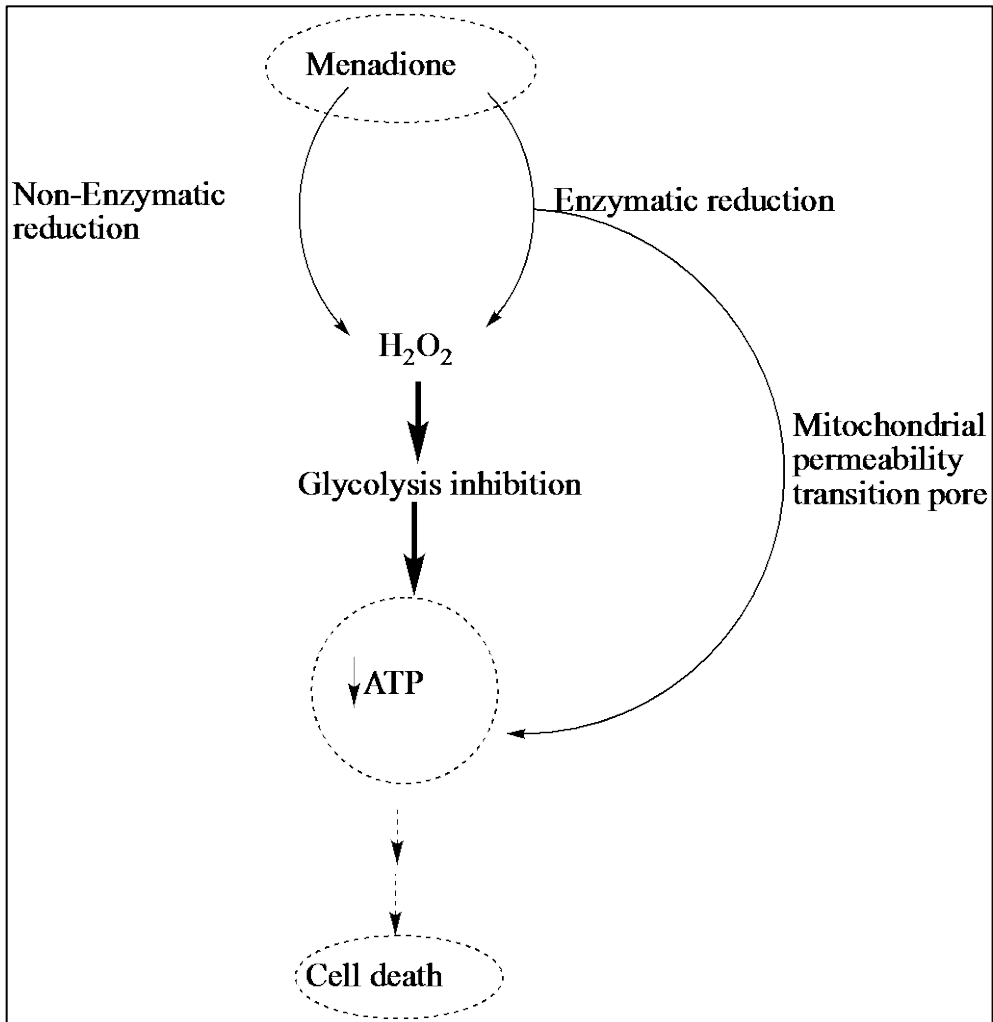 Menadione
Non-Enzymatic
reduction
Enzymatic reduction
H₂O₂
Mitochondrial
permeability
transition pore
Glycolysis inhibition
ATP
Cell death